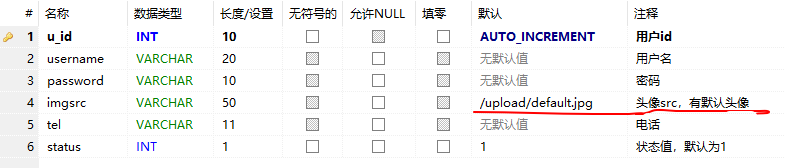 # 名称 数据类型 长度/设置 无符号的 允许NULL 填零 默认 注释
1 u_id INT 10 AUTO_INCREMENT 用户id
2 username VARCHAR 20 无默认值 用户名
3 password VARCHAR 10 无默认值 密码
4 imgsrc VARCHAR 50 /upload/default.jpg 头像src，有默认头像
5 tel VARCHAR 11 无默认值 电话
6 status INT 1 1 状态值，默认为1